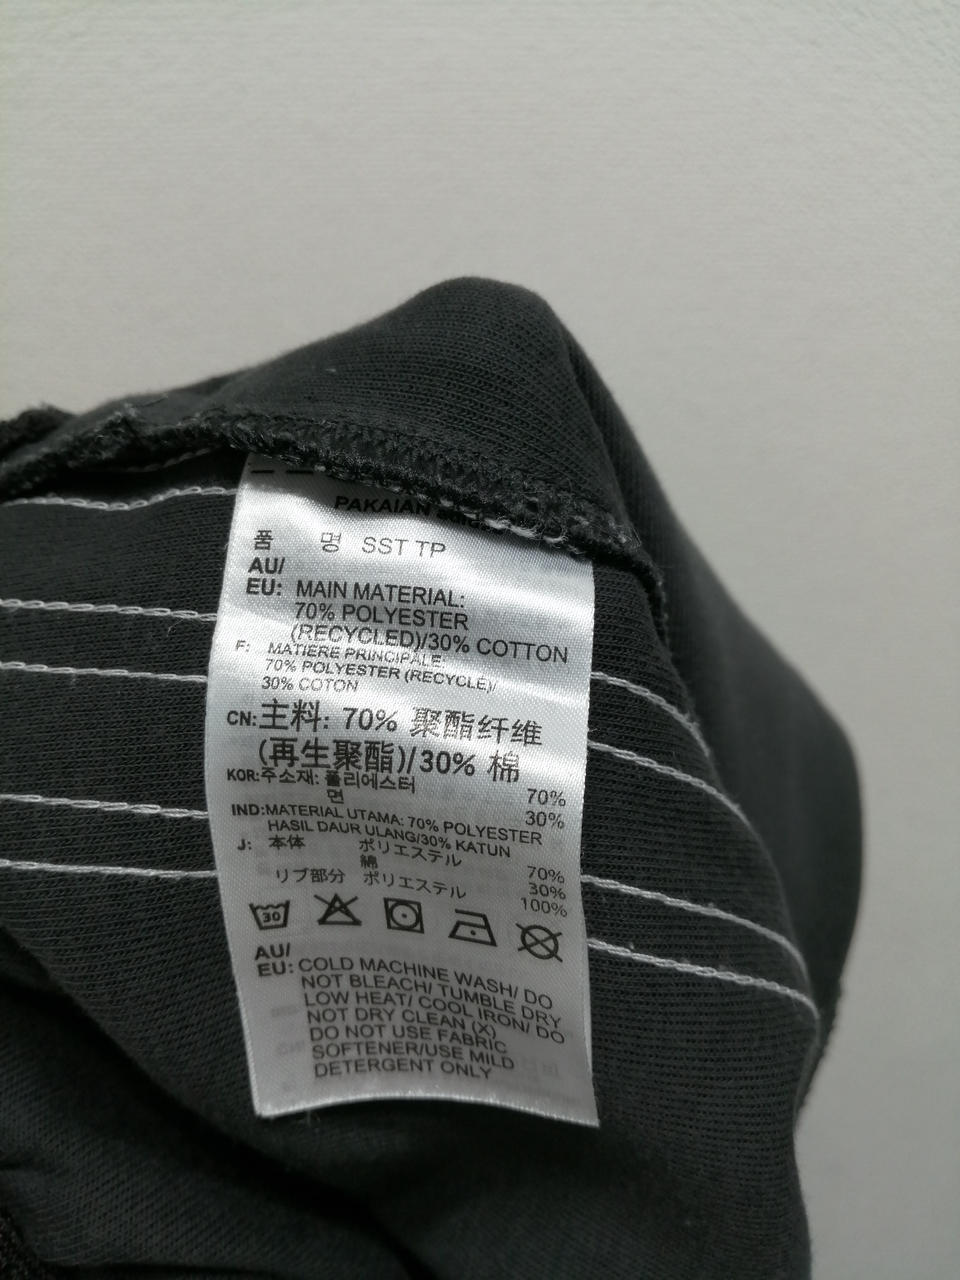 PAKAIAN adidas
품 명 SST TP
AU/
EU: MAIN MATERIAL:
70% POLYESTER
(RECYCLED)/30% COTTON
F: MATIÈRE PRINCIPALE:
70% POLYESTER (RECYCLÉ)/
30% COTON
CN:主料: 70% 聚酯纤维
(再生聚酯)/30% 棉
KOR:주소재: 폴리에스터 70%
면 30%
IND:MATERIAL UTAMA: 70% POLYESTER
HASIL DAUR ULANG/30% KATUN
J: 本体 ポリエステル 70%
綿 30%
リブ部分 ポリエステル 100%
30
AU/
EU: COLD MACHINE WASH/ DO
NOT BLEACH/ TUMBLE DRY
LOW HEAT/ COOL IRON/ DO
NOT DRY CLEAN (X)
DO NOT USE FABRIC
SOFTENER/USE MILD
DETERGENT ONLY